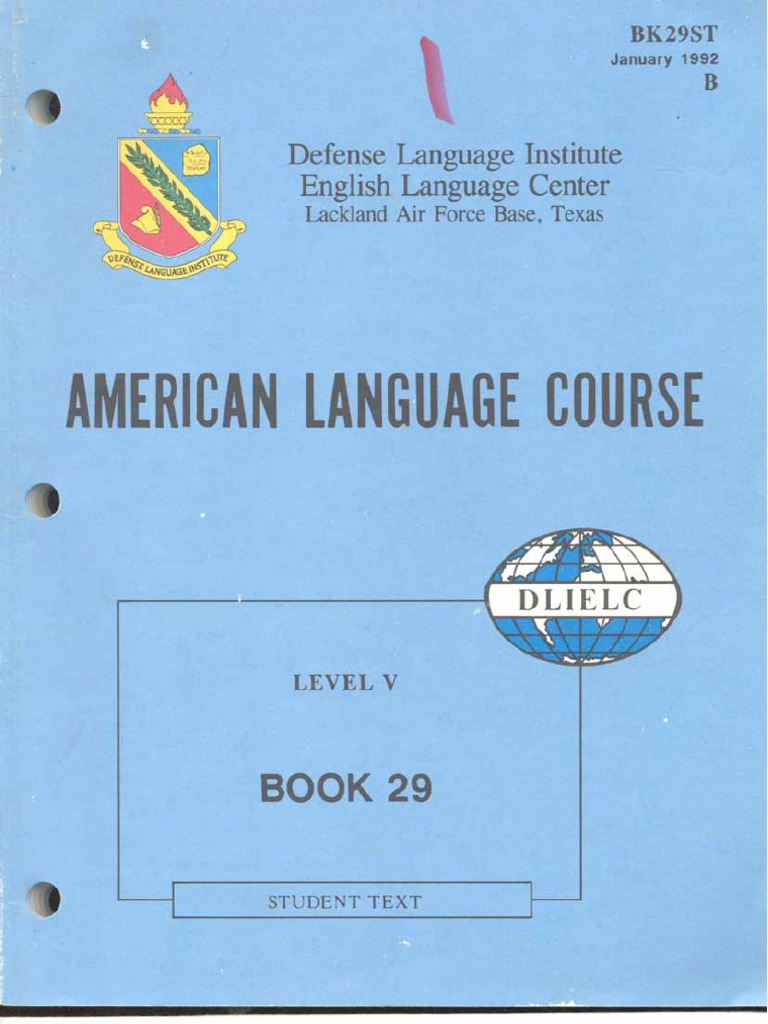 BK29ST
January 1992
B
Defense Language Institute
English Language Center
Lackland Air Force Base, Texas
DEFENSE LANGUAGE INSTITUTE
AMERICAN LANGUAGE COURSE
DLIELC
LEVEL V
BOOK 29
STUDENT TEXT